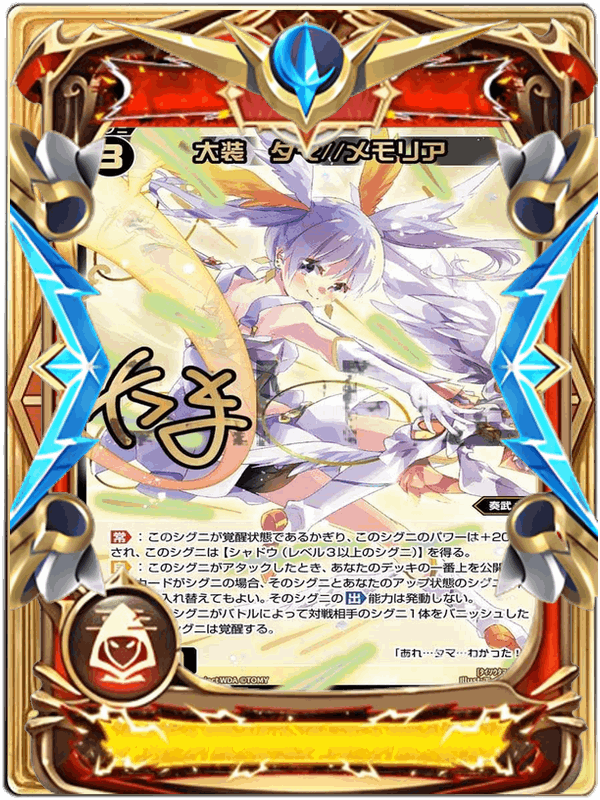 3
大装 タマ//メモリア
たま
奏武
常：このシグニが覚醒状態であるかぎり、このシグニのパワーは＋20
され、このシグニは【シャドウ（レベル３以上のシグニ）】を得る。
：このシグニがアタックしたとき、あなたのデッキの一番上を公開
カードがシグニの場合、そのシグニとあなたのアップ状態のシグニ
入れ替えてもよい。そのシグニの出能力は発動しない。
シグニがバトルによって対戦相手のシグニ１体をバニッシュした
シグニは覚醒する。
「あれ…タマ…わかった！
ject WDA ©TOMY
Illust